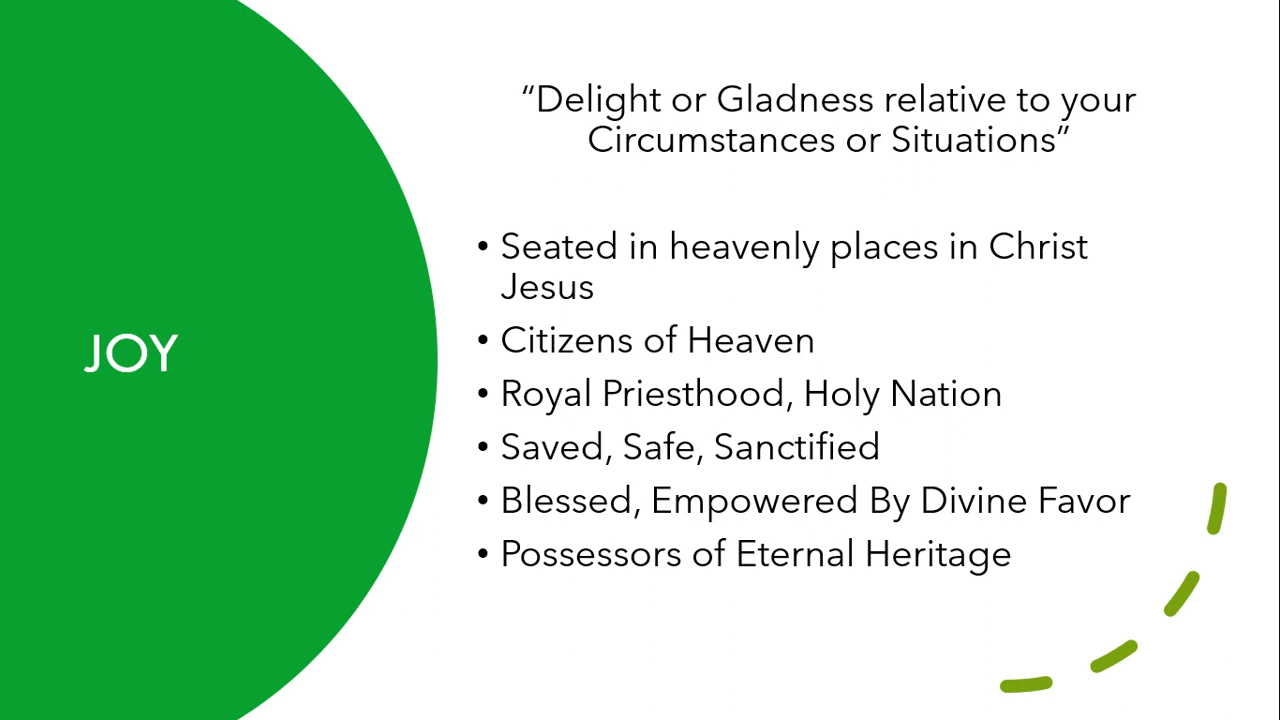 JOY
“Delight or Gladness relative to your
Circumstances or Situations”
• Seated in heavenly places in Christ
Jesus
• Citizens of Heaven
• Royal Priesthood, Holy Nation
• Saved, Safe, Sanctified
• Blessed, Empowered By Divine Favor
• Possessors of Eternal Heritage